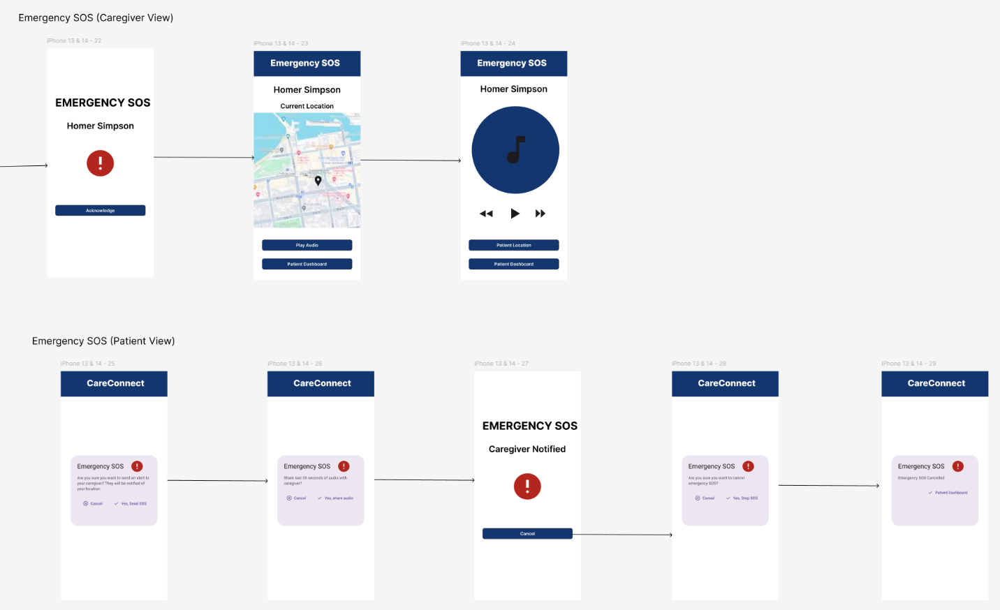 Emergency SOS (Caregiver View)
iPhone 13 & 14 - 22
EMERGENCY SOS
Homer Simpson
Acknowledge
iPhone 13 & 14 - 23
Emergency SOS
Homer Simpson
Current Location
Play Audio
Patient Dashboard
iPhone 13 & 14 - 24
Emergency SOS
Homer Simpson
Patient Location
Patient Dashboard
Emergency SOS (Patient View)
iPhone 13 & 14 - 25
CareConnect
Emergency SOS
Are you sure you want to send an alert to
your caregiver? They will be notified of
your location.
Cancel
Yes, Send SOS
iPhone 13 & 14 - 26
CareConnect
Emergency SOS
Share last 30 seconds of audio with
caregiver?
Cancel
Yes, share audio
iPhone 13 & 14 - 27
EMERGENCY SOS
Caregiver Notified
Cancel
iPhone 13 & 14 - 28
CareConnect
Emergency SOS
Are you sure you want to cancel
emergency SOS?
Cancel
Yes, Stop SOS
iPhone 13 & 14 - 29
CareConnect
Emergency SOS
Emergency SOS Cancelled
Patient Dashboard